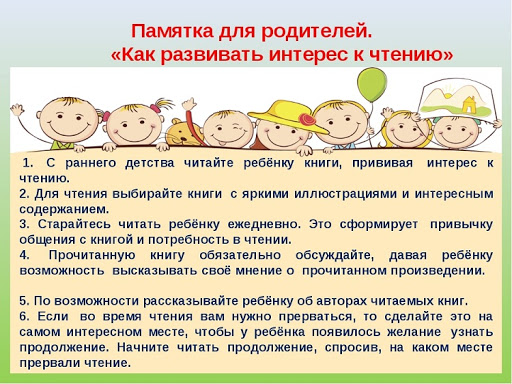 Памятка для родителей.
«Как развивать интерес к чтению»
1. С раннего детства читайте ребёнку книги, прививая интерес к
чтению.
2. Для чтения выбирайте книги с яркими иллюстрациями и интересным
содержанием.
3. Старайтесь читать ребёнку ежедневно. Это сформирует привычку
общения с книгой и потребность в чтении.
4. Прочитанную книгу обязательно обсуждайте, давая ребёнку
возможность высказывать своё мнение о прочитанном произведении.
5. По возможности рассказывайте ребёнку об авторах читаемых книг.
6. Если во время чтения вам нужно прерваться, то сделайте это на
самом интересном месте, чтобы у ребёнка появилось желание узнать
продолжение. Начните читать продолжение, спросив, на каком месте
прервали чтение.